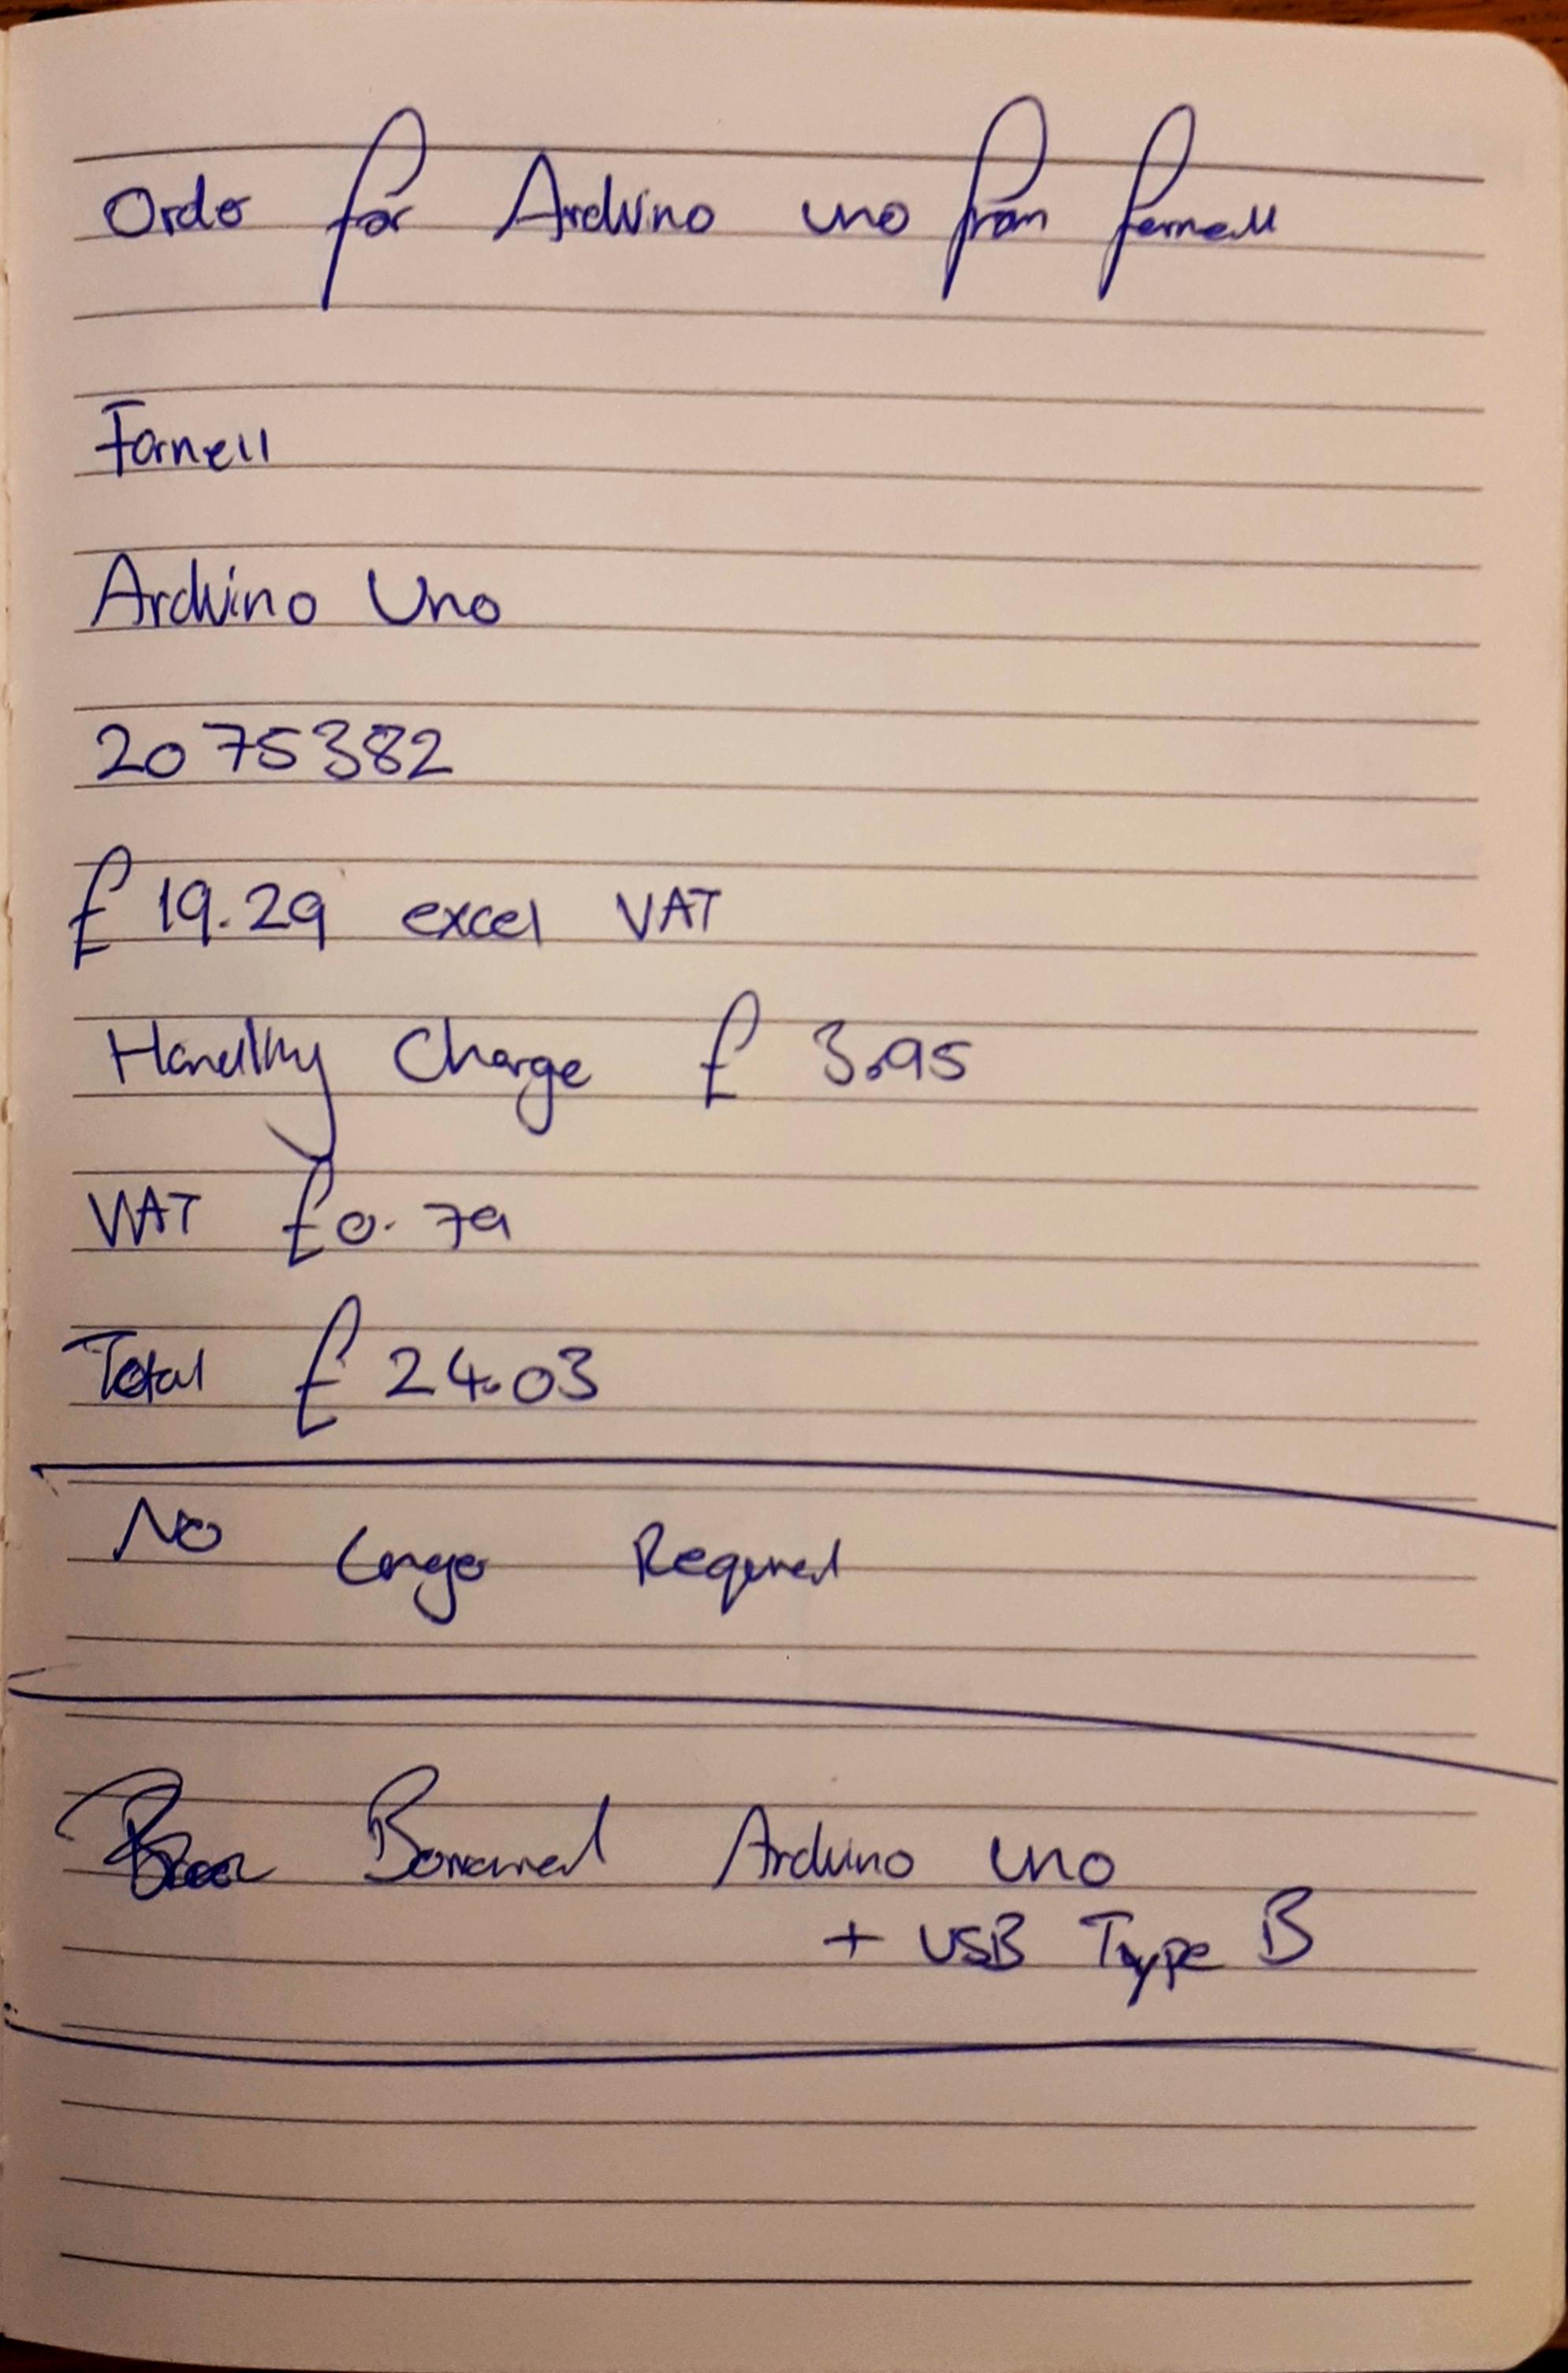 Order for Arduino uno from farnell
Farnell
Arduino Uno
2075382
£19.29 excel VAT
Handling Charge £3.95
VAT £0.79
Total £24.03
No Longer Required
Borrowed Arduino uno
+ USB Type B